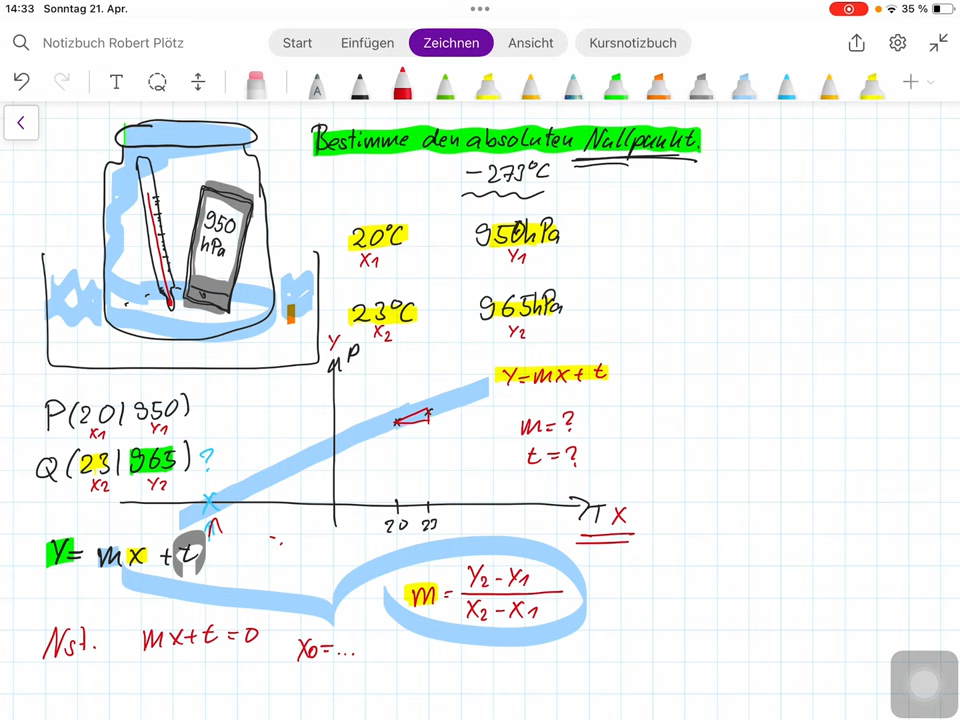 14:33 Sonntag 21. Apr.
35 %
Notizbuch Robert Plötz
Start Einfügen Zeichnen Ansicht Kursnotizbuch
T
A
Bestimme den absoluten Nullpunkt.
-273°C
950
hPa
20°C 950hPa
X1 Y1
23°C 965hPa
X2 Y2
Y
P
Y=mx+t
P(20|950)
X1 Y1
m=?
t=?
Q(23|965)?
X2 Y2
X
20 23
T X
Y=mx+t
m = Y2-Y1
X2-X1
Nst. mx+t=0 X0=...